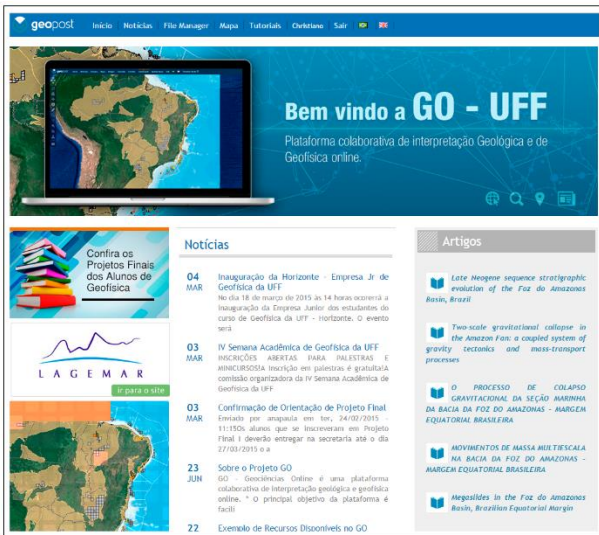 geopost
Início Notícias File Manager Mapa Tutoriais Christiane Sair
Bem vindo a GO - UFF
Plataforma colaborativa de interpretação Geológica e de
Geofísica online.
Confira os
Projetos Finais
dos Alunos de
Geofísica
LAGEMAR
ir para o site
Notícias
04
MAR
Inauguração da Horizonte - Empresa Jr de
Geofísica da UFF
No dia 18 de março de 2015 às 14 horas ocorrerá a
inauguração da Empresa Junior dos estudantes do
curso de Geofísica da UFF - Horizonte. O evento
será
03
MAR
IV Semana Acadêmica de Geofísica da UFF
INSCRIÇÕES ABERTAS PARA PALESTRAS E
MINICURSOS!A inscrição em palestras é gratuita!A
comissão organizadora da IV Semana Acadêmica de
Geofísica da UFF
03
MAR
Confirmação de Orientação de Projeto Final
Enviado por anapaula em ter, 24/02/2015 -
11:15Os alunos que se inscreveram em Projeto
Final I deverão entregar na secretaria até o dia
27/03/2015 o a
23
JUN
Sobre o Projeto GO
GO - Geociências Online é uma plataforma
colaborativa de interpretação geológica e geofísica
online. * O principal objetivo da plataforma é
facili
22
Exemplo de Recursos Disponíveis no GO
Artigos
Late Neogene sequence stratigraphic
evolution of the Foz do Amazonas
Basin, Brazil
Two-scale gravitational collapse in
the Amazon Fan: a coupled system of
gravity tectonics and mass-transport
processes
O PROCESSO DE COLAPSO
GRAVITACIONAL DA SEÇÃO MARINHA
DA BACIA DA FOZ DO AMAZONAS - MARGEM
EQUATORIAL BRASILEIRA
MOVIMENTOS DE MASSA MULTIESCALA
NA BACIA DA FOZ DO AMAZONAS -
MARGEM EQUATORIAL BRASILEIRA
Megaslides in the Foz do Amazonas
Basin, Brazilian Equatorial Margin